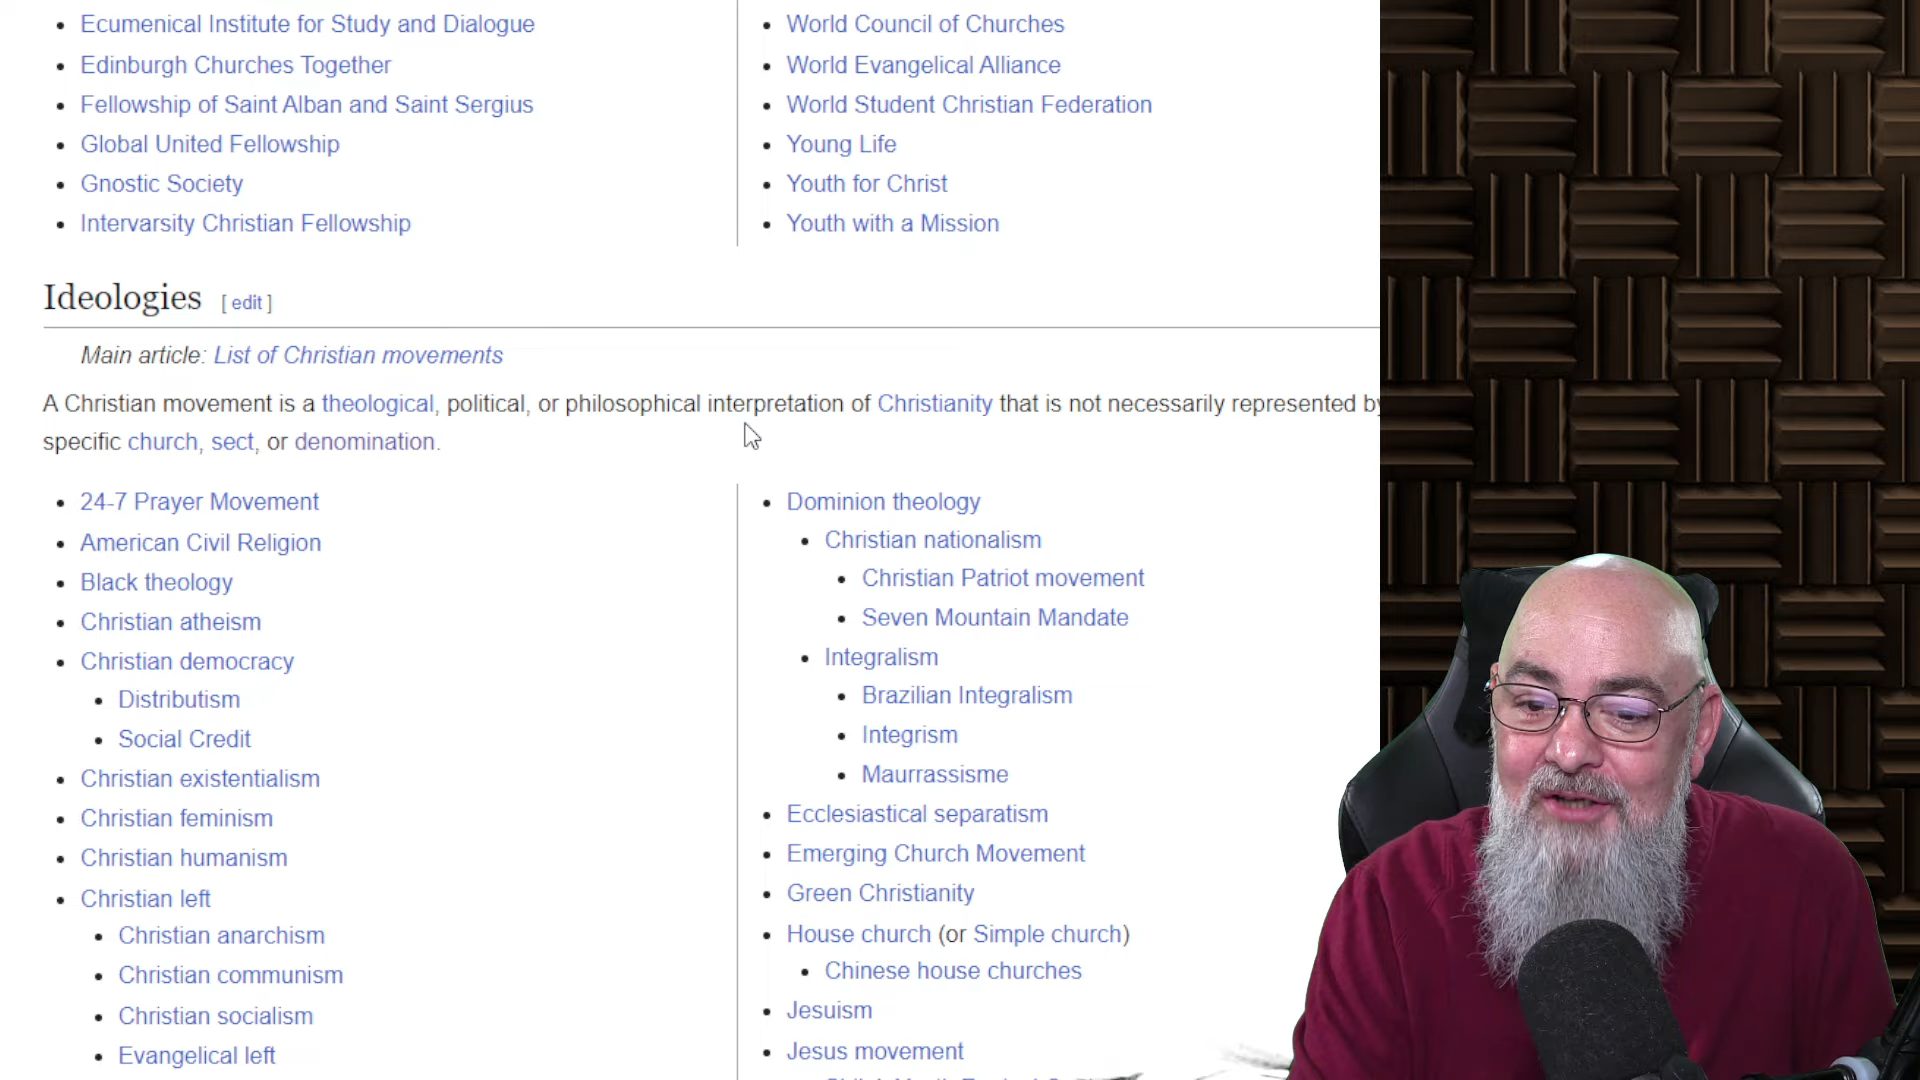 Ecumenical Institute for Study and Dialogue
Edinburgh Churches Together
Fellowship of Saint Alban and Saint Sergius
Global United Fellowship
Gnostic Society
Intervarsity Christian Fellowship
World Council of Churches
World Evangelical Alliance
World Student Christian Federation
Young Life
Youth for Christ
Youth with a Mission
Ideologies [ edit ]
Main article: List of Christian movements
A Christian movement is a theological, political, or philosophical interpretation of Christianity that is not necessarily represented by
specific church, sect, or denomination.
24-7 Prayer Movement
American Civil Religion
Black theology
Christian atheism
Christian democracy
Distributism
Social Credit
Christian existentialism
Christian feminism
Christian humanism
Christian left
Christian anarchism
Christian communism
Christian socialism
Evangelical left
Dominion theology
Christian nationalism
Christian Patriot movement
Seven Mountain Mandate
Integralism
Brazilian Integralism
Integrism
Maurrassisme
Ecclesiastical separatism
Emerging Church Movement
Green Christianity
House church (or Simple church)
Chinese house churches
Jesuism
Jesus movement